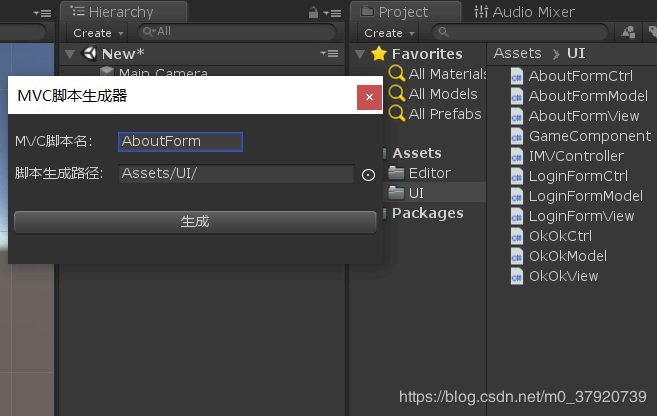 Hierarchy
Create
All
New*
Main Camera
MVC脚本生成器
×
MVC脚本名:
AboutForm
脚本生成路径:
Assets/UI/
生成
Project
Audio Mixer
Create
Favorites
All Materials
All Models
All Prefabs
Assets
Editor
UI
Packages
Assets > UI
AboutFormCtrl
AboutFormModel
AboutFormView
GameComponent
IMVController
LoginFormCtrl
LoginFormModel
LoginFormView
OkOkCtrl
OkOkModel
OkOkView
https://blog.csdn.net/m0_37920739